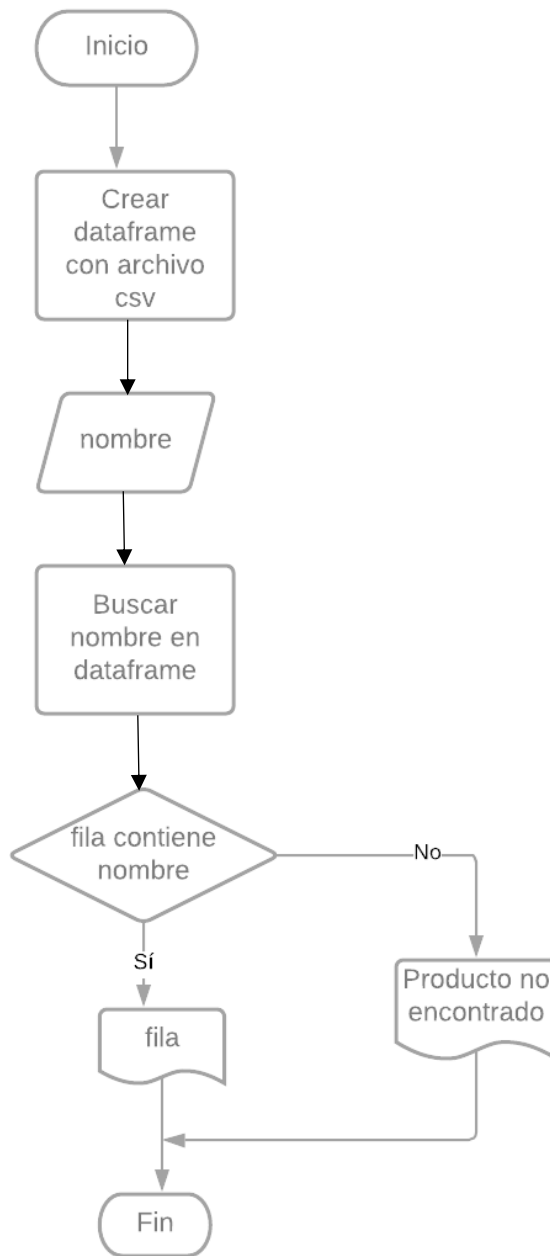 Inicio
Crear
dataframe
con archivo
csv
nombre
Buscar
nombre en
dataframe
fila contiene
nombre
No
Sí
Producto no
encontrado
fila
Fin